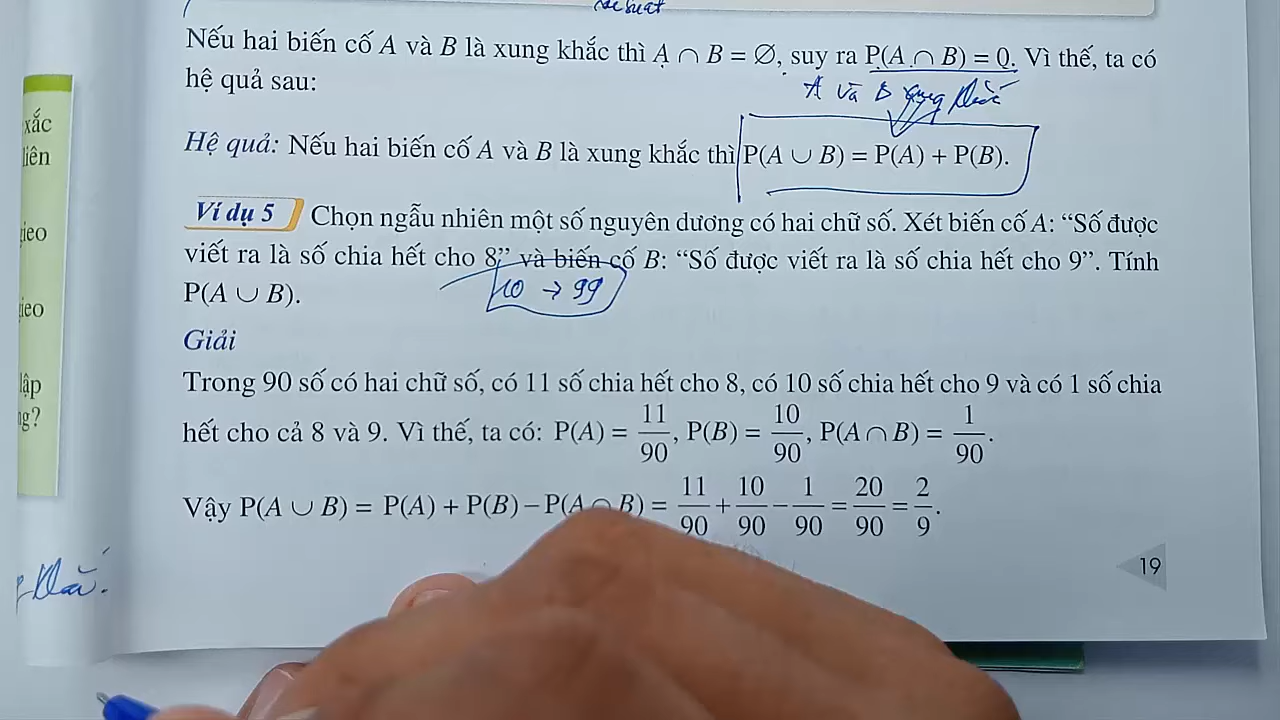 Nếu hai biến cố A và B là xung khắc thì A ∩ B = ∅, suy ra P(A ∩ B) = 0. Vì thế, ta có
hệ quả sau:
A và B xung khắc
xắc
liên
Hệ quả: Nếu hai biến cố A và B là xung khắc thì P(A ∪ B) = P(A) + P(B).
Ví dụ 5 Chọn ngẫu nhiên một số nguyên dương có hai chữ số. Xét biến cố A: “Số được
gieo
viết ra là số chia hết cho 8” và biến cố B: “Số được viết ra là số chia hết cho 9”. Tính
P(A ∪ B).
10 → 99
ieo
Giải
Trong 90 số có hai chữ số, có 11 số chia hết cho 8, có 10 số chia hết cho 9 và có 1 số chia
lập
ng?
hết cho cả 8 và 9. Vì thế, ta có: P(A) = 11/90, P(B) = 10/90, P(A ∩ B) = 1/90.
Vậy P(A ∪ B) = P(A) + P(B) − P(A ∩ B) = 11/90 + 10/90 − 1/90 = 20/90 = 2/9.
19